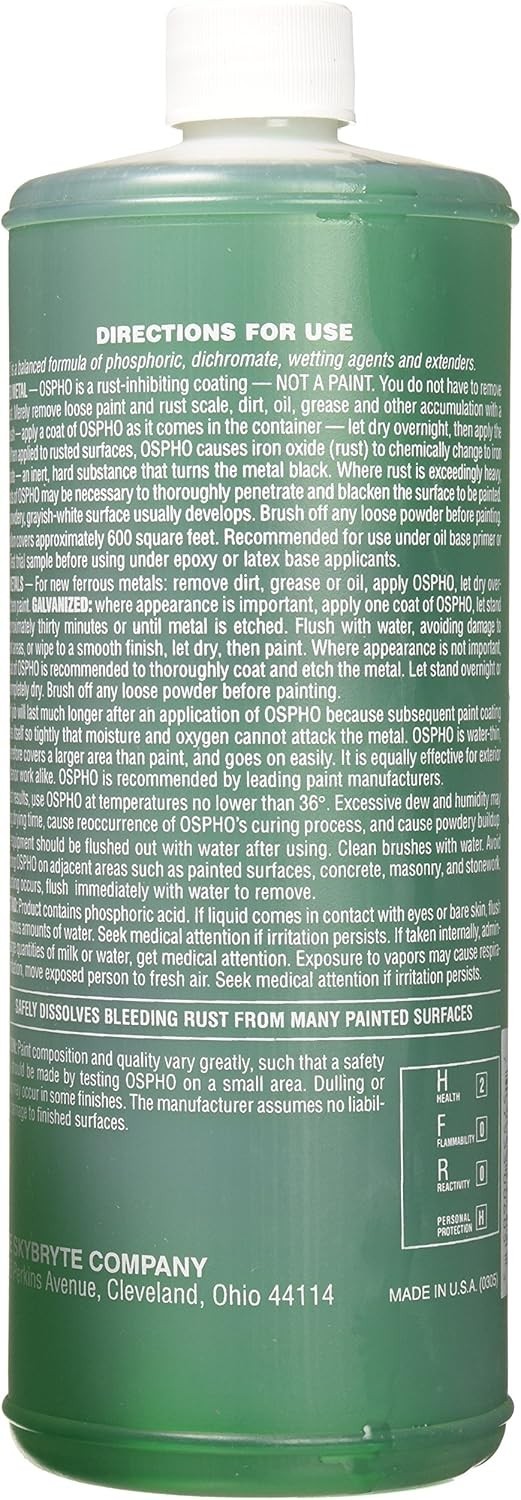 DIRECTIONS FOR USE
is a balanced formula of phosphoric, dichromate, wetting agents and extenders.
METAL — OSPHO is a rust-inhibiting coating — NOT A PAINT. You do not have to remove
Merely remove loose paint and rust scale, dirt, oil, grease and other accumulation with a
— apply a coat of OSPHO as it comes in the container — let dry overnight, then apply the
applied to rusted surfaces, OSPHO causes iron oxide (rust) to chemically change to iron
— an inert, hard substance that turns the metal black. Where rust is exceedingly heavy,
of OSPHO may be necessary to thoroughly penetrate and blacken the surface to be painted.
grayish-white surface usually develops. Brush off any loose powder before painting.
covers approximately 600 square feet. Recommended for use under oil base primer or
trial sample before using under epoxy or latex base applicants.
— For new ferrous metals: remove dirt, grease or oil, apply OSPHO, let dry over-
paint. GALVANIZED: where appearance is important, apply one coat of OSPHO, let stand
thirty minutes or until metal is etched. Flush with water, avoiding damage to
areas, or wipe to a smooth finish, let dry, then paint. Where appearance is not important,
of OSPHO is recommended to thoroughly coat and etch the metal. Let stand overnight or
dry. Brush off any loose powder before painting.
will last much longer after an application of OSPHO because subsequent paint coating
itself so tightly that moisture and oxygen cannot attack the metal. OSPHO is water-thin,
covers a larger area than paint, and goes on easily. It is equally effective for exterior
work alike. OSPHO is recommended by leading paint manufacturers.
results, use OSPHO at temperatures no lower than 36°. Excessive dew and humidity may
drying time, cause reoccurrence of OSPHO's curing process, and cause powdery buildup
should be flushed out with water after using. Clean brushes with water. Avoid
OSPHO on adjacent areas such as painted surfaces, concrete, masonry, and stonework.
occurs, flush immediately with water to remove.
Product contains phosphoric acid. If liquid comes in contact with eyes or bare skin, flush
amounts of water. Seek medical attention if irritation persists. If taken internally, admin-
quantities of milk or water, get medical attention. Exposure to vapors may cause respira-
move exposed person to fresh air. Seek medical attention if irritation persists.
SAFELY DISSOLVES BLEEDING RUST FROM MANY PAINTED SURFACES
Paint composition and quality vary greatly, such that a safety
be made by testing OSPHO on a small area. Dulling or
may occur in some finishes. The manufacturer assumes no liabil-
to finished surfaces.
H HEALTH 2
F FLAMMABILITY 0
R REACTIVITY 0
PERSONAL PROTECTION H
SKYBRYTE COMPANY
Perkins Avenue, Cleveland, Ohio 44114
MADE IN U.S.A. (0305)